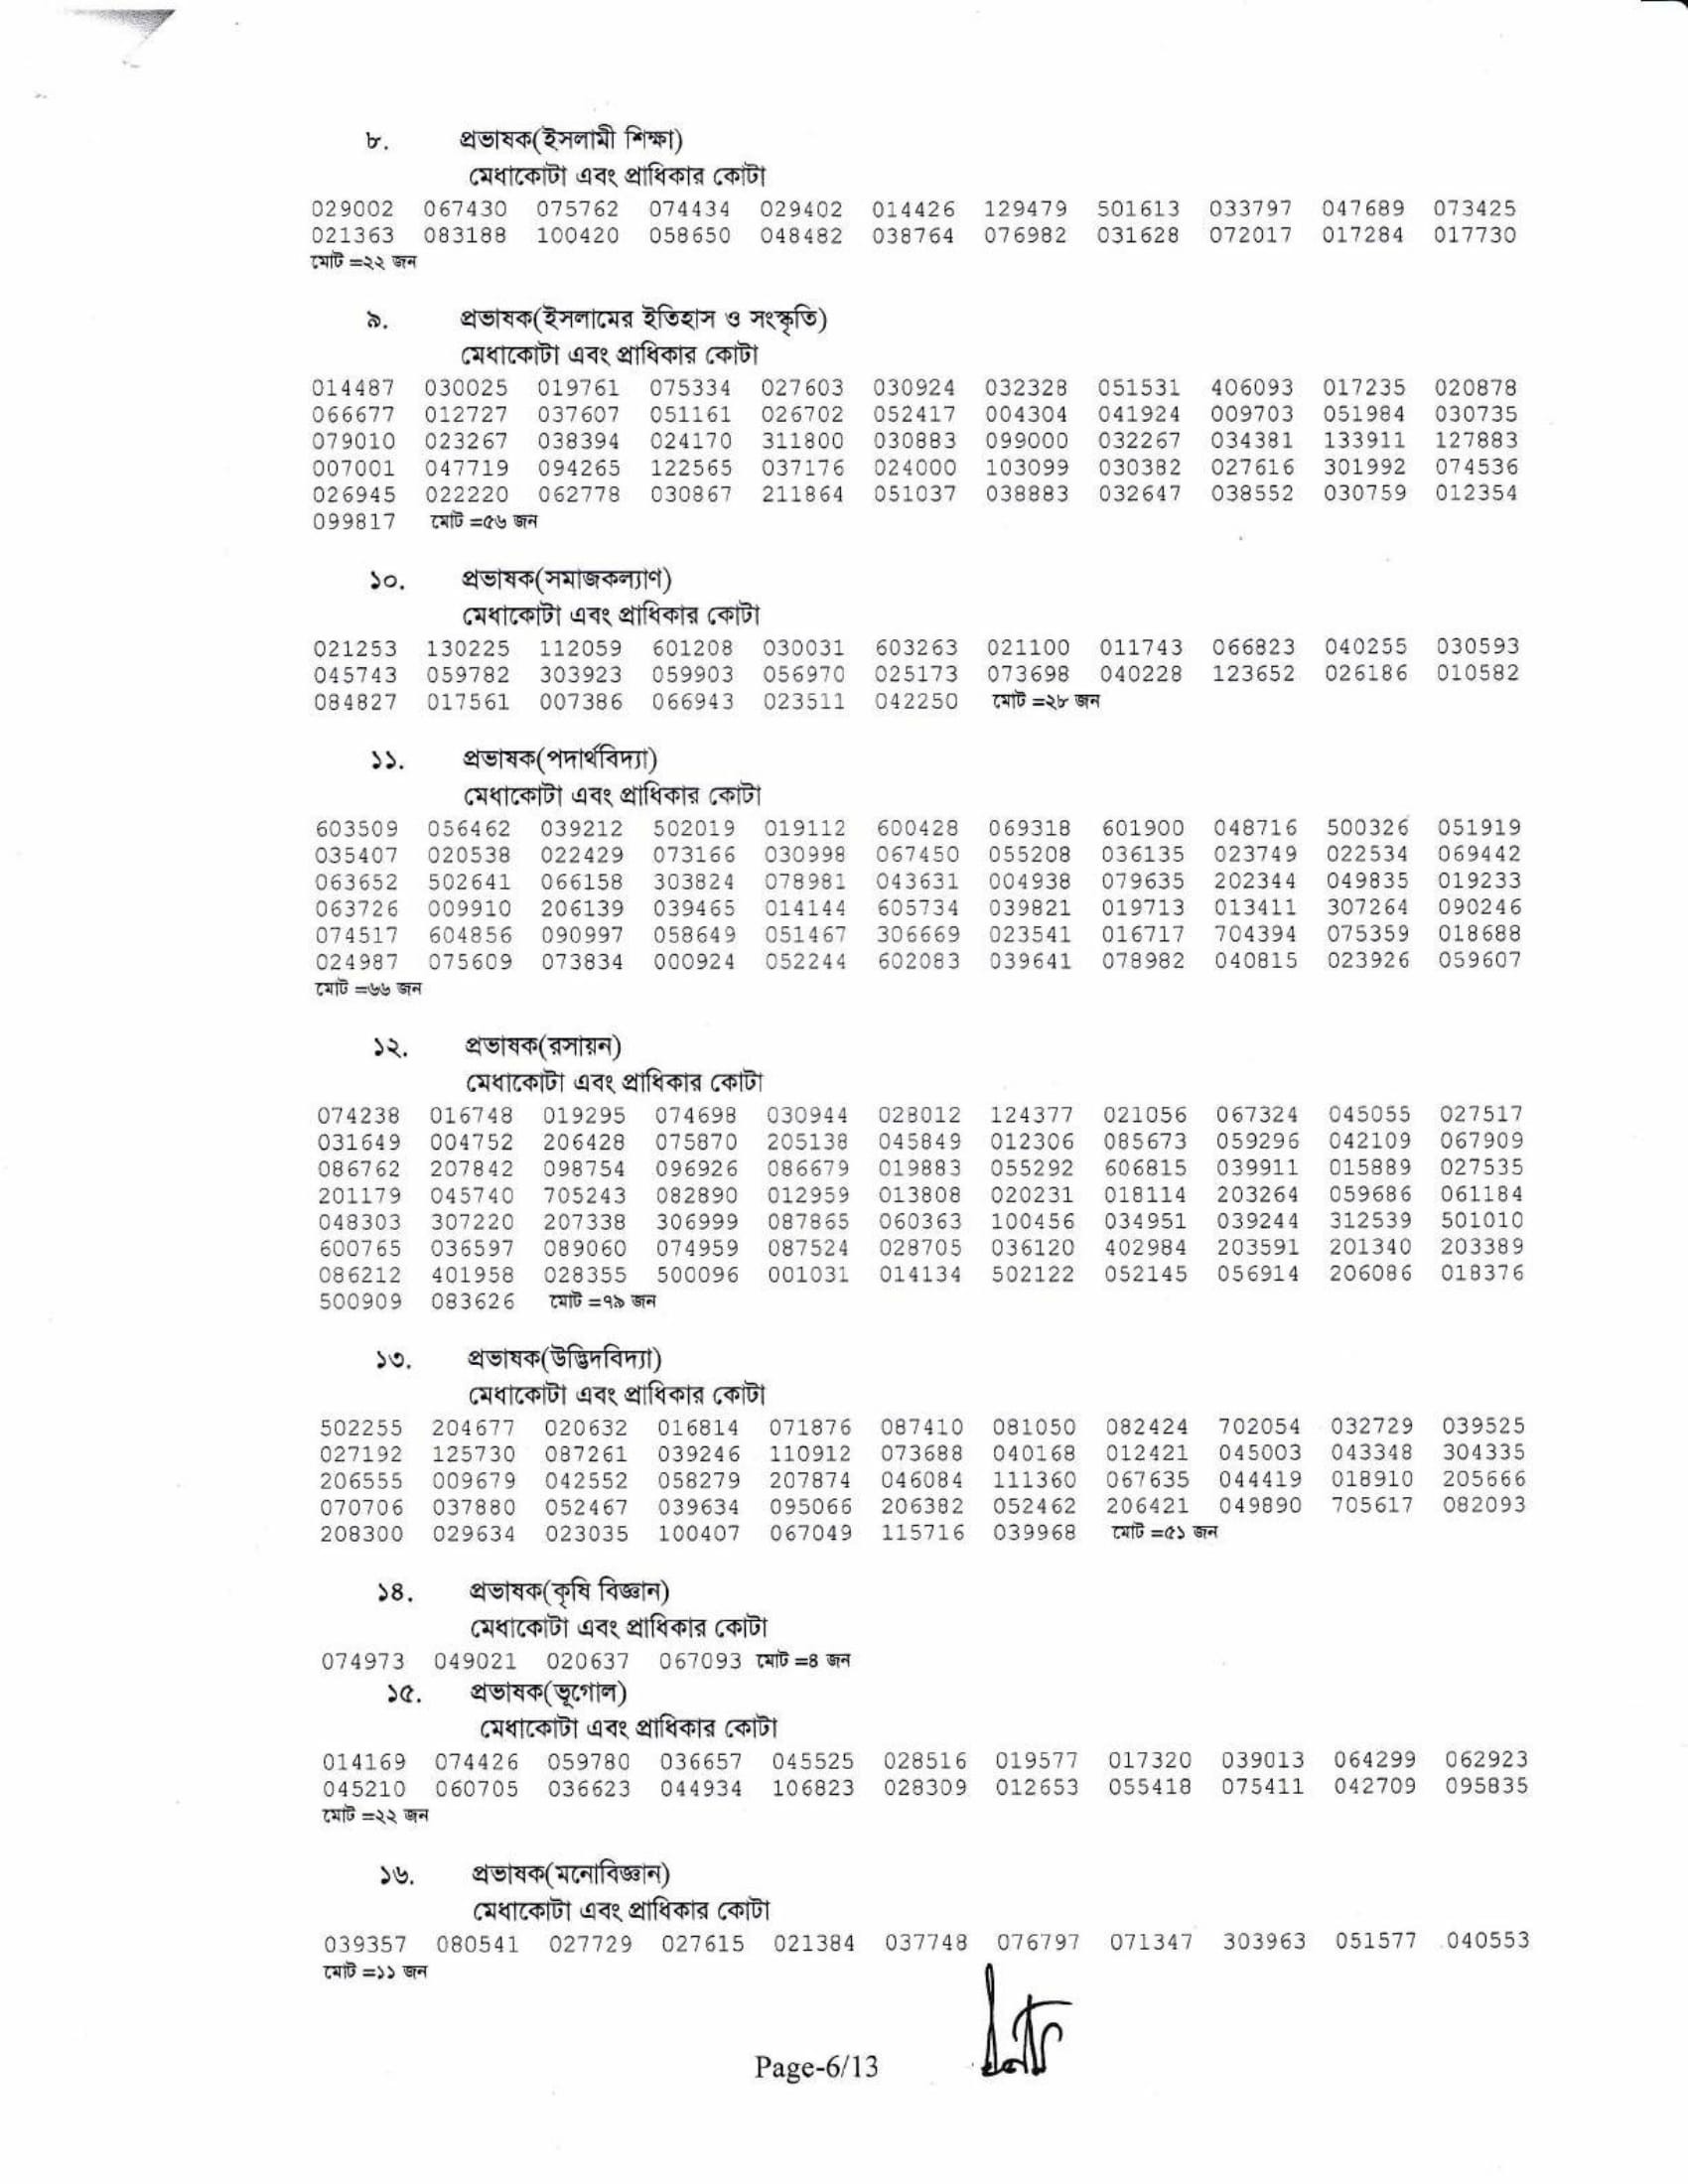 ৮. প্রভাষক(ইসলামী শিক্ষা)
মেধাকোটা এবং প্রাধিকার কোটা
029002 067430 075762 074434 029402 014426 129479 501613 033797 047689 073425
021363 083188 100420 058650 048482 038764 076982 031628 072017 017284 017730
মোট =২২ জন
৯. প্রভাষক(ইসলামের ইতিহাস ও সংস্কৃতি)
মেধাকোটা এবং প্রাধিকার কোটা
014487 030025 019761 075334 027603 030924 032328 051531 406093 017235 020878
066677 012727 037607 051161 026702 052417 004304 041924 009703 051984 030735
079010 023267 038394 024170 311800 030883 099000 032267 034381 133911 127883
007001 047719 094265 122565 037176 024000 103099 030382 027616 301992 074536
026945 022220 062778 030867 211864 051037 038883 032647 038552 030759 012354
099817 মোট =৫৬ জন
১০. প্রভাষক(সমাজকল্যাণ)
মেধাকোটা এবং প্রাধিকার কোটা
021253 130225 112059 601208 030031 603263 021100 011743 066823 040255 030593
045743 059782 303923 059903 056970 025173 073698 040228 123652 026186 010582
084827 017561 007386 066943 023511 042250 মোট =২৮ জন
১১. প্রভাষক(পদার্থবিদ্যা)
মেধাকোটা এবং প্রাধিকার কোটা
603509 056462 039212 502019 019112 600428 069318 601900 048716 500326 051919
035407 020538 022429 073166 030998 067450 055208 036135 023749 022534 069442
063652 502641 066158 303824 078981 043631 004938 079635 202344 049835 019233
063726 009910 206139 039465 014144 605734 039821 019713 013411 307264 090246
074517 604856 090997 058649 051467 306669 023541 016717 704394 075359 018688
024987 075609 073834 000924 052244 602083 039641 078982 040815 023926 059607
মোট =৬৬ জন
১২. প্রভাষক(রসায়ন)
মেধাকোটা এবং প্রাধিকার কোটা
074238 016748 019295 074698 030944 028012 124377 021056 067324 045055 027517
031649 004752 206428 075870 205138 045849 012306 085673 059296 042109 067909
086762 207842 098754 096926 086679 019883 055292 606815 039911 015889 027535
201179 045740 705243 082890 012959 013808 020231 018114 203264 059686 061184
048303 307220 207338 306999 087865 060363 100456 034951 039244 312539 501010
600765 036597 089060 074959 087524 028705 036120 402984 203591 201340 203389
086212 401958 028355 500096 001031 014134 502122 052145 056914 206086 018376
500909 083626 মোট =৭৯ জন
১৩. প্রভাষক(উদ্ভিদবিদ্যা)
মেধাকোটা এবং প্রাধিকার কোটা
502255 204677 020632 016814 071876 087410 081050 082424 702054 032729 039525
027192 125730 087261 039246 110912 073688 040168 012421 045003 043348 304335
206555 009679 042552 058279 207874 046084 111360 067635 044419 018910 205666
070706 037880 052467 039634 095066 206382 052462 206421 049890 705617 082093
208300 029634 023035 100407 067049 115716 039968 মোট =৫১ জন
১৪. প্রভাষক(কৃষি বিজ্ঞান)
মেধাকোটা এবং প্রাধিকার কোটা
074973 049021 020637 067093 মোট =৪ জন
১৫. প্রভাষক(ভূগোল)
মেধাকোটা এবং প্রাধিকার কোটা
014169 074426 059780 036657 045525 028516 019577 017320 039013 064299 062923
045210 060705 036623 044934 106823 028309 012653 055418 075411 042709 095835
মোট =২২ জন
১৬. প্রভাষক(মনোবিজ্ঞান)
মেধাকোটা এবং প্রাধিকার কোটা
039357 080541 027729 027615 021384 037748 076797 071347 303963 051577 040553
মোট =১১ জন
Page-6/13